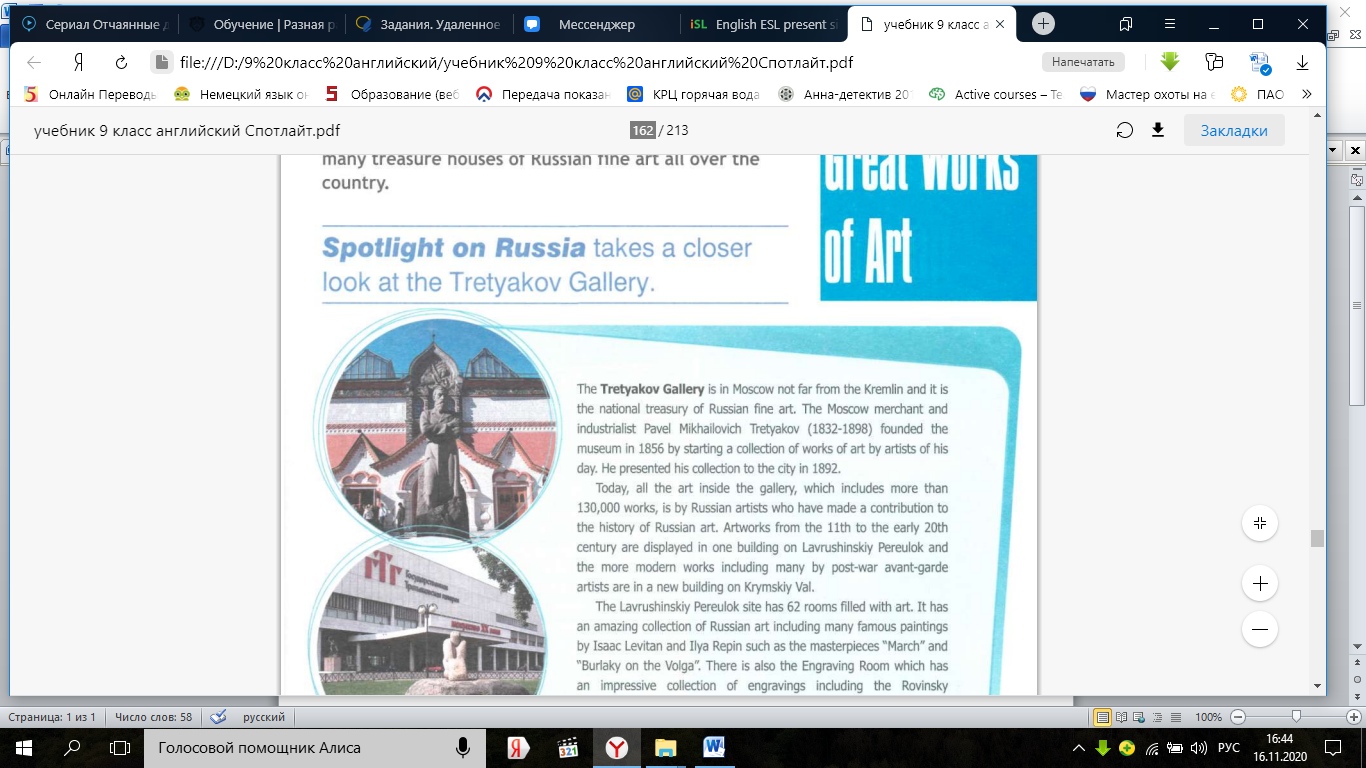 Сериал Отчаянные д
Обучение | Разная р
Задания. Удаленное
Мессенджер
English ESL present si
учебник 9 класс а
file:///D:/9%20класс%20английский/учебник%209%20класс%20английский%20Спотлайт.pdf
Напечатать
Онлайн Переводч
Немецкий язык он
Образование (веб
Передача показан
КРЦ горячая вода
Анна-детектив 20
Active courses – Te
Мастер охоты на
ПАО
учебник 9 класс английский Спотлайт.pdf
162 / 213
Закладки
many treasure houses of Russian fine art all over the
country.
Great Works
of Art
Spotlight on Russia takes a closer
look at the Tretyakov Gallery.
The Tretyakov Gallery is in Moscow not far from the Kremlin and it is
the national treasury of Russian fine art. The Moscow merchant and
industrialist Pavel Mikhailovich Tretyakov (1832-1898) founded the
museum in 1856 by starting a collection of works of art by artists of his
day. He presented his collection to the city in 1892.
Today, all the art inside the gallery, which includes more than
130,000 works, is by Russian artists who have made a contribution to
the history of Russian art. Artworks from the 11th to the early 20th
century are displayed in one building on Lavrushinskiy Pereulok and
the more modern works including many by post-war avant-garde
artists are in a new building on Krymskiy Val.
The Lavrushinskiy Pereulok site has 62 rooms filled with art. It has
an amazing collection of Russian art including many famous paintings
by Isaac Levitan and Ilya Repin such as the masterpieces “March” and
“Burlaky on the Volga”. There is also the Engraving Room which has
an impressive collection of engravings including the Rovinsky
Государственная
Третьяковская галерея
Страница: 1 из 1
Число слов: 58
русский
100%
Голосовой помощник Алиса
321
РУС
16:44
16.11.2020